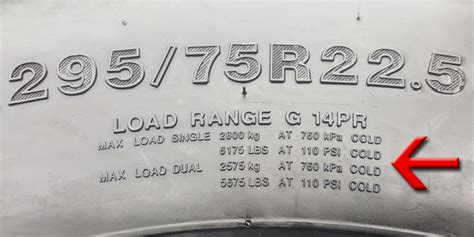 295/75R22.5
LOAD RANGE G 14PR
MAX LOAD SINGLE 2800 kg AT 760 kPa COLD
6175 LBS AT 110 PSI COLD
MAX LOAD DUAL 2575 kg AT 760 kPa COLD
5675 LBS AT 110 PSI COLD